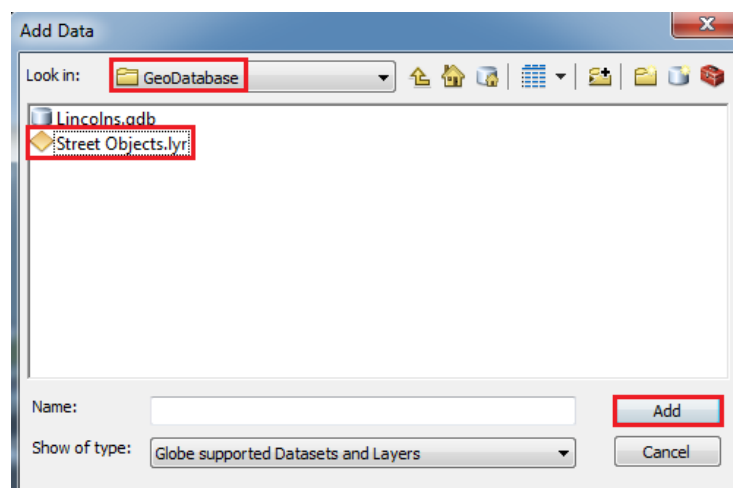 Add Data
Look in: GeoDatabase
Lincolns.gdb
Street Objects.lyr
Name:
Add
Show of type: Globe supported Datasets and Layers
Cancel